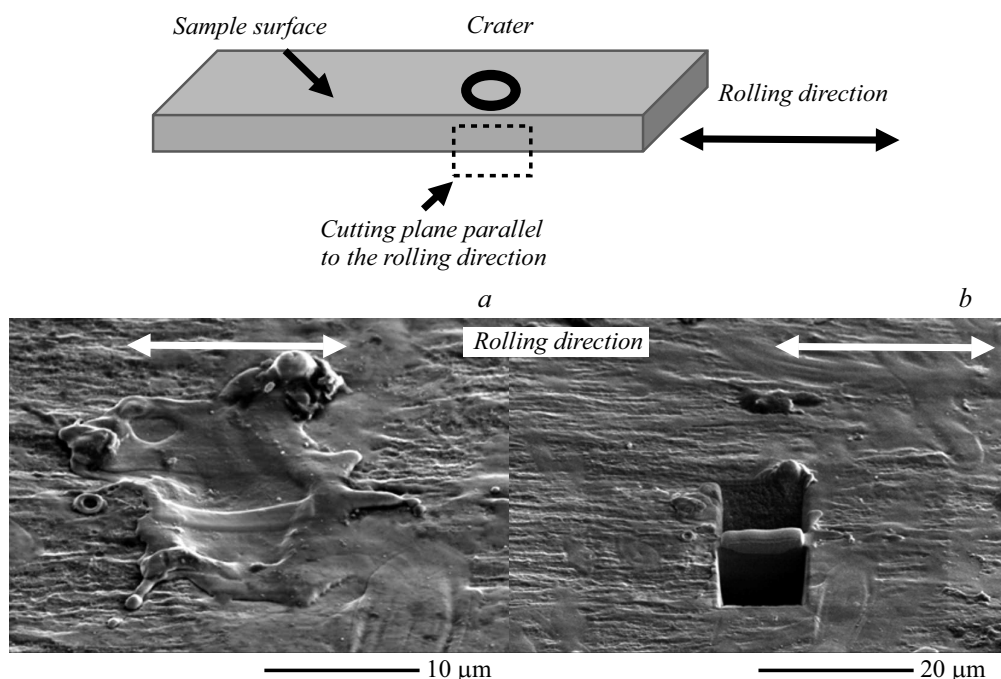 Sample surface
Crater
Rolling direction
Cutting plane parallel
to the rolling direction
a
b
Rolling direction
10 μm
20 μm